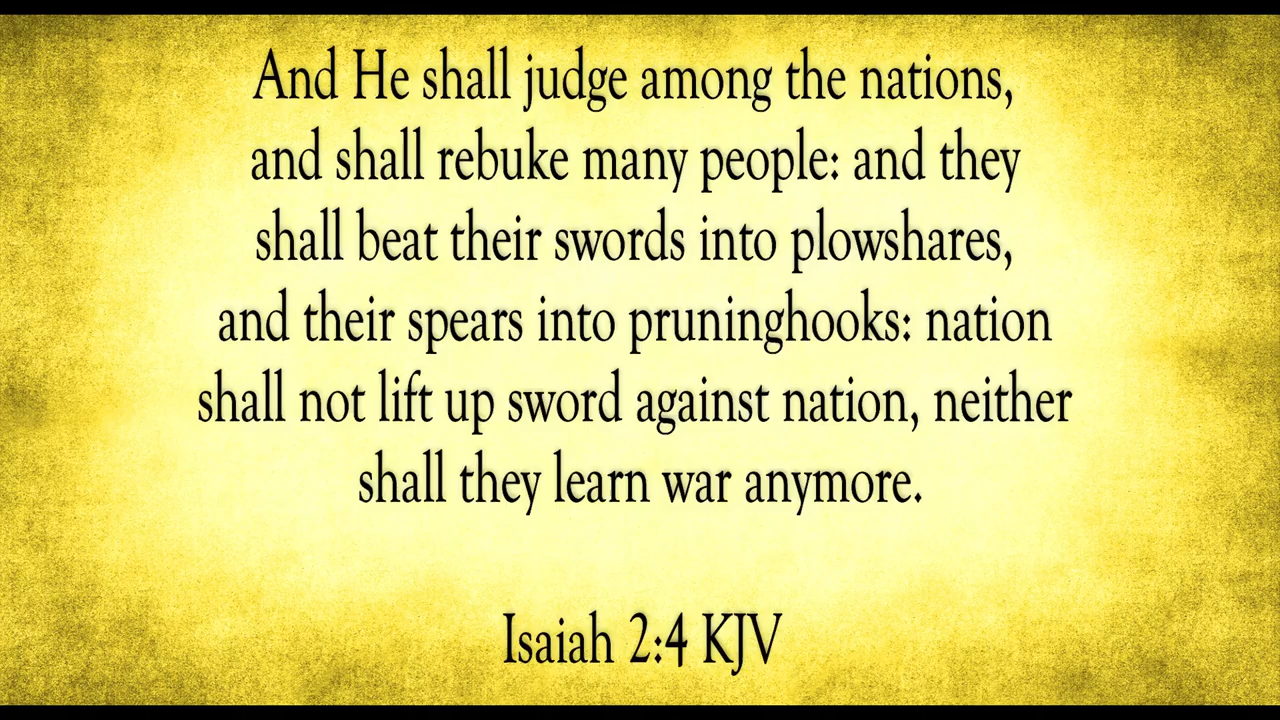 And He shall judge among the nations,
and shall rebuke many people: and they
shall beat their swords into plowshares,
and their spears into pruninghooks: nation
shall not lift up sword against nation, neither
shall they learn war anymore.
Isaiah 2:4 KJV